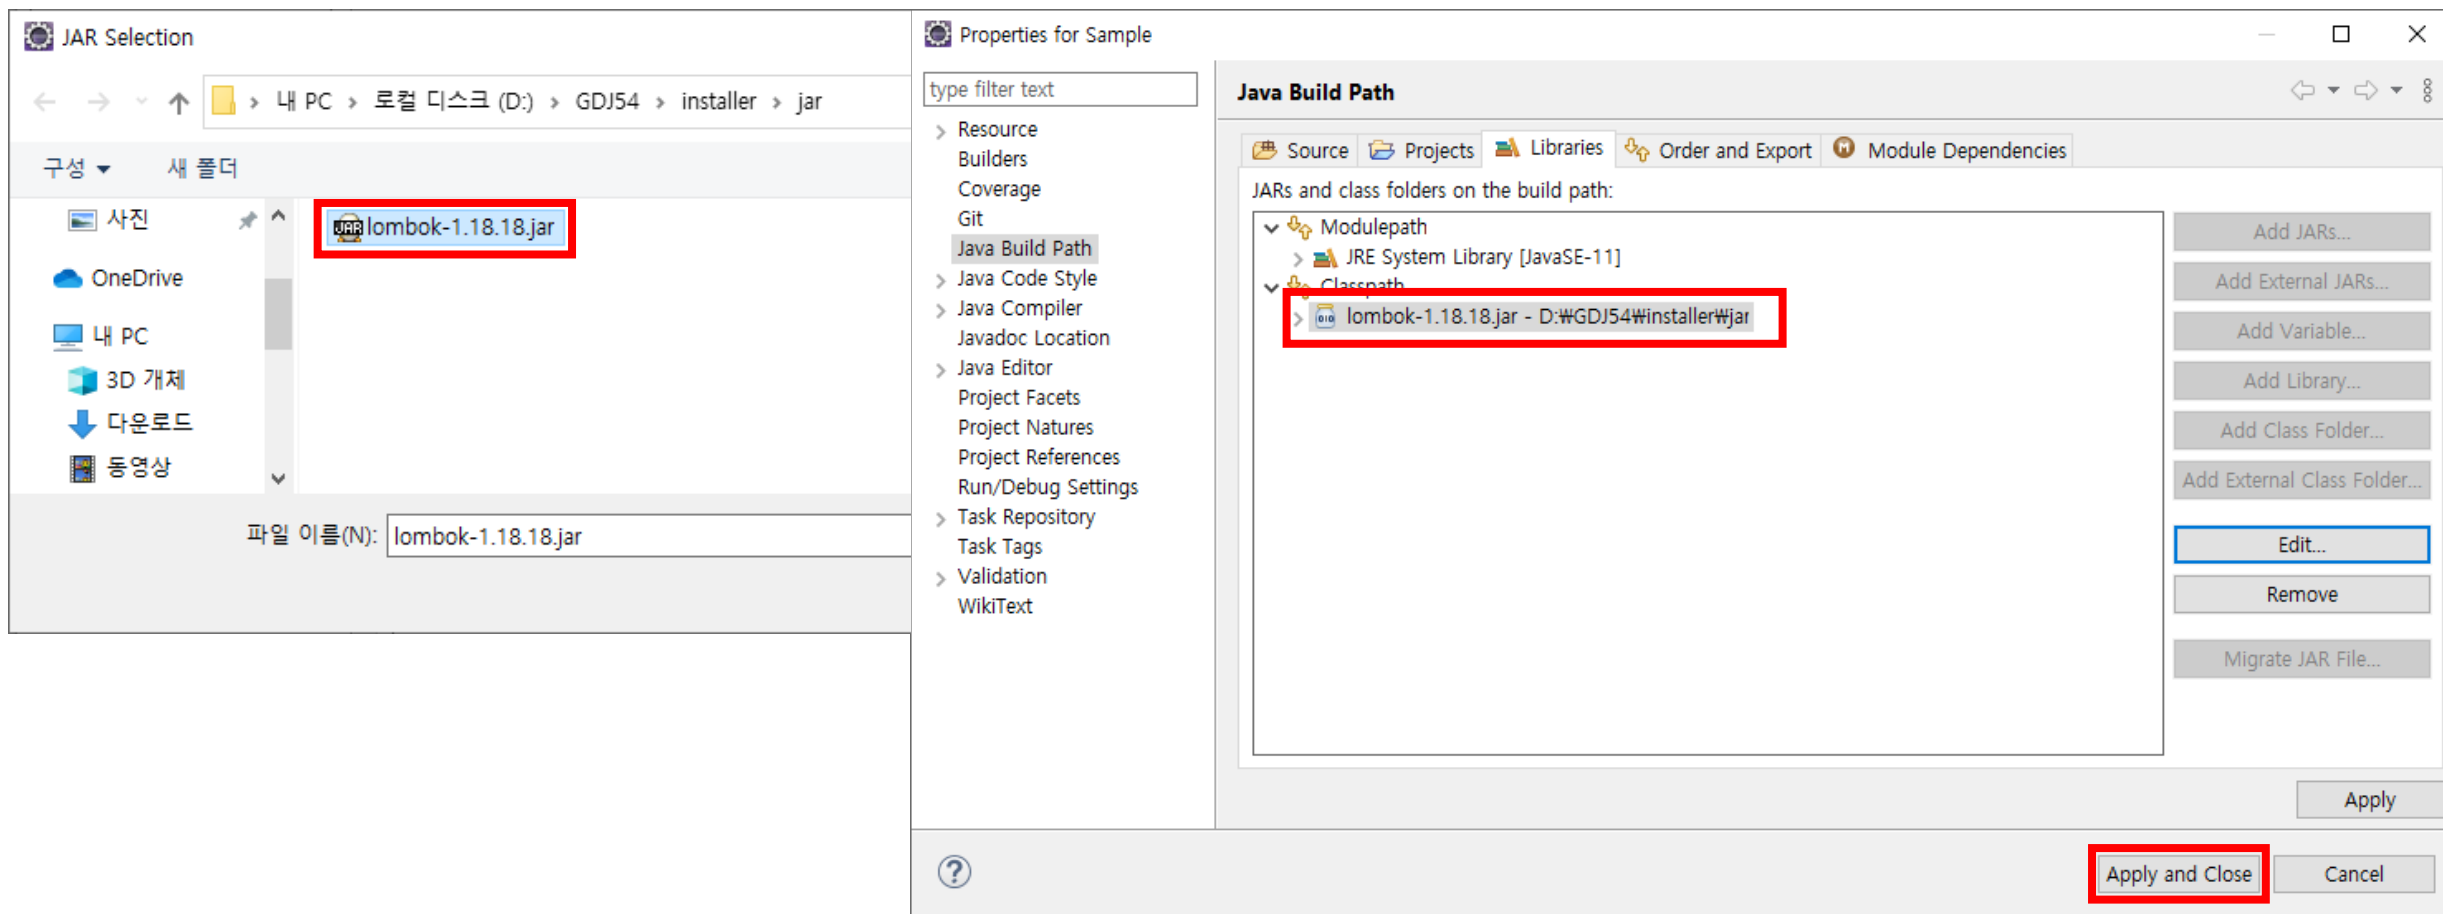 JAR Selection
내 PC › 로컬 디스크 (D:) › GDJ54 › installer › jar
구성 새 폴더
사진
OneDrive
내 PC
3D 개체
다운로드
동영상
lombok-1.18.18.jar
파일 이름(N): lombok-1.18.18.jar
Properties for Sample
type filter text
Resource
Builders
Coverage
Git
Java Build Path
Java Code Style
Java Compiler
Javadoc Location
Java Editor
Project Facets
Project Natures
Project References
Run/Debug Settings
Task Repository
Task Tags
Validation
WikiText
Java Build Path
Source Projects Libraries Order and Export Module Dependencies
JARs and class folders on the build path:
Modulepath
JRE System Library [JavaSE-11]
Classpath
lombok-1.18.18.jar - D:₩GDJ54₩installer₩jar
Add JARs...
Add External JARs...
Add Variable...
Add Library...
Add Class Folder...
Add External Class Folder...
Edit...
Remove
Migrate JAR File...
Apply
Apply and Close Cancel